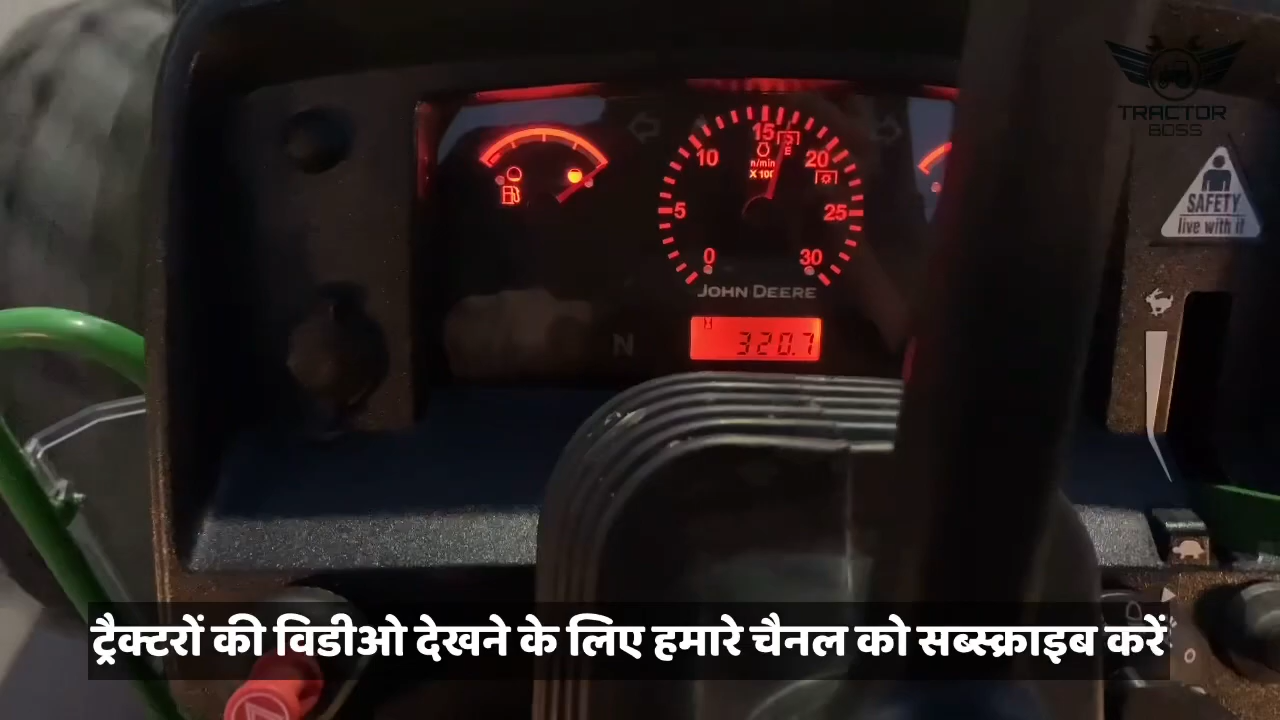 TRACTOR
BOSS
15
10
20
E
n/min
X 100
5
25
0
30
JOHN DEERE
320.7
N
SAFETY
live with it
ट्रैक्टरों की विडीओ देखने के लिए हमारे चैनल को सब्स्क्राइब करें